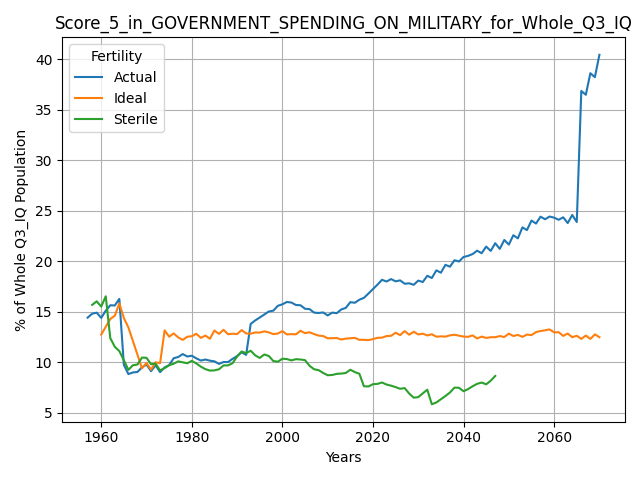 Score_5_in_GOVERNMENT_SPENDING_ON_MILITARY_for_Whole_Q3_IQ
Fertility
Actual
Ideal
Sterile
% of Whole Q3_IQ Population
40
35
30
25
20
15
10
5
1960 1980 2000 2020 2040 2060
Years